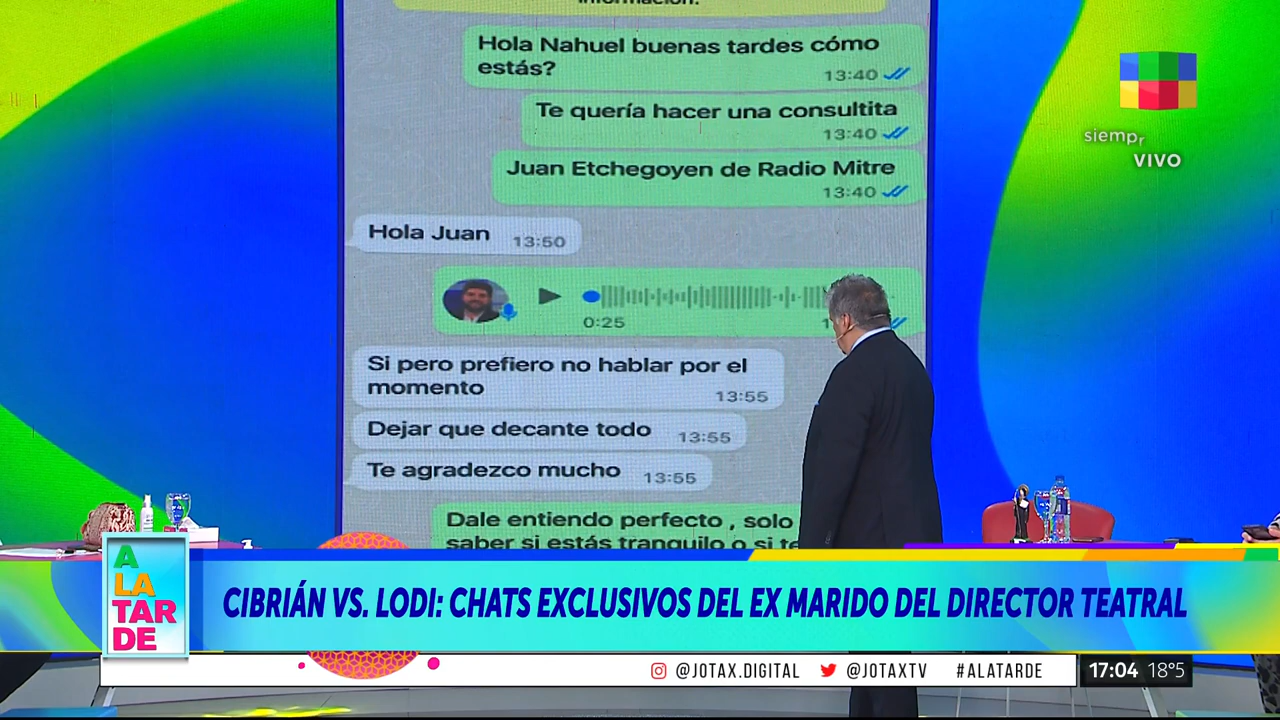 información.
Hola Nahuel buenas tardes cómo
estás?
13:40
Te quería hacer una consultita
13:40
Juan Etchegoyen de Radio Mitre
13:40
Hola Juan 13:50
0:25
Si pero prefiero no hablar por el
momento
13:55
Dejar que decante todo 13:55
Te agradezco mucho 13:55
Dale entiendo perfecto , solo
saber si estás tranquilo o si te
siempr
VIVO
A
LA
TAR
DE
CIBRIÁN VS. LODI: CHATS EXCLUSIVOS DEL EX MARIDO DEL DIRECTOR TEATRAL
@JOTAX.DIGITAL @JOTAXTV #ALATARDE
17:04 18°5